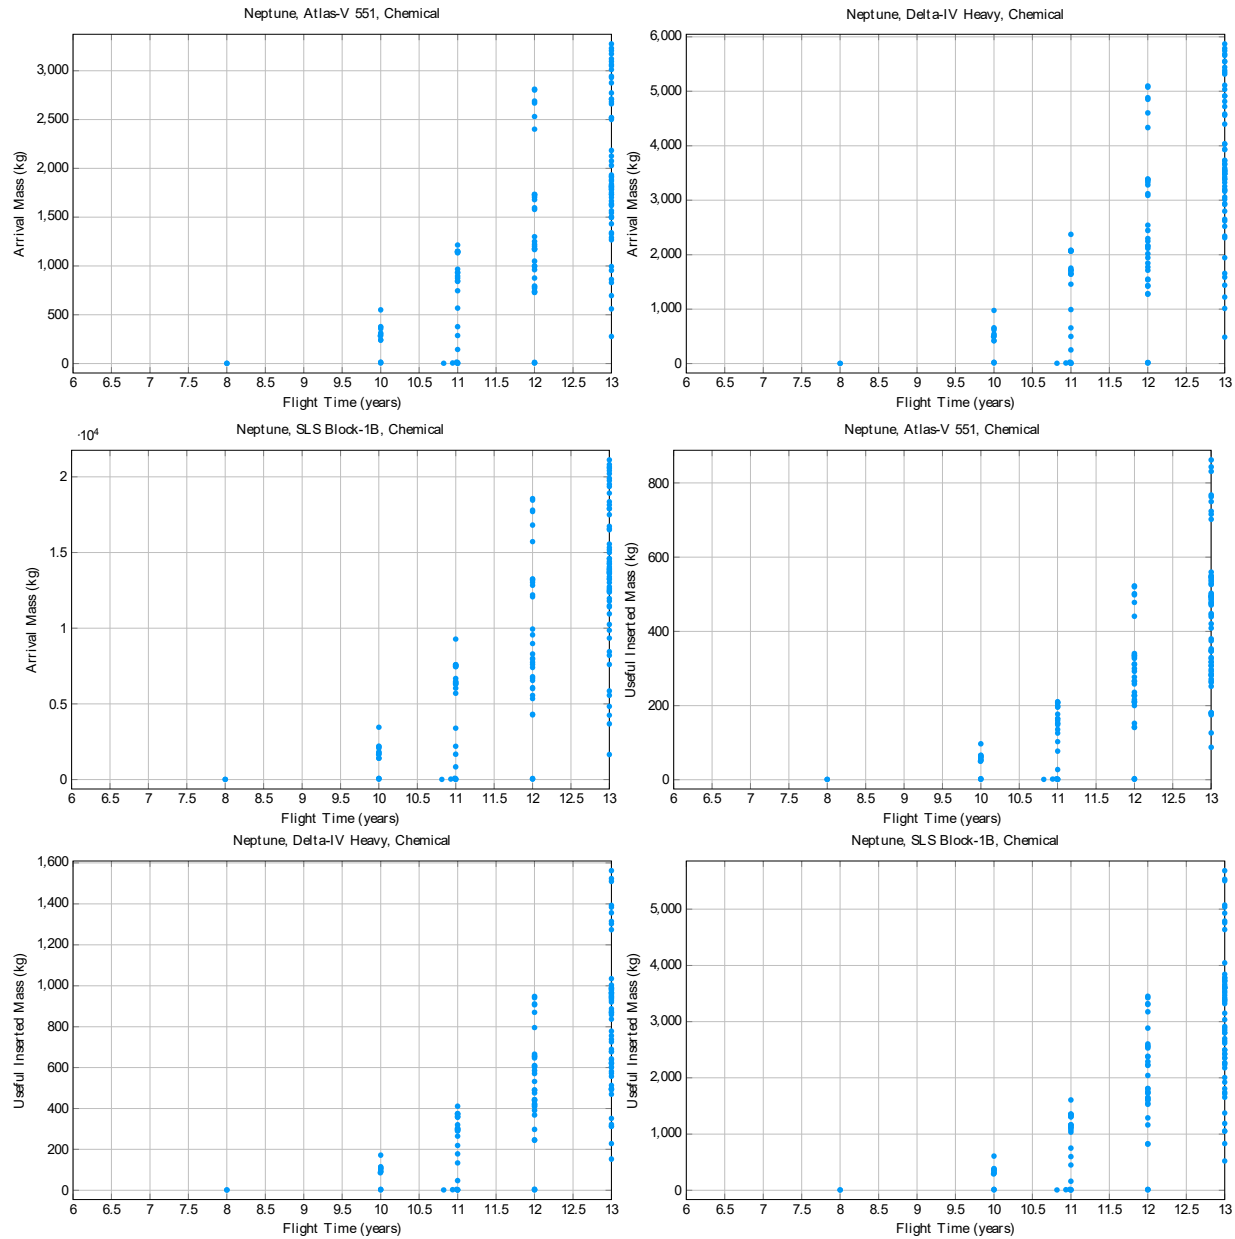 Neptune, Atlas-V 551, Chemical
Arrival Mass (kg)
3,000
2,500
2,000
1,500
1,000
500
0
6 6.5 7 7.5 8 8.5 9 9.5 10 10.5 11 11.5 12 12.5 13
Flight Time (years)
Neptune, Delta-IV Heavy, Chemical
Arrival Mass (kg)
6,000
5,000
4,000
3,000
2,000
1,000
0
6 6.5 7 7.5 8 8.5 9 9.5 10 10.5 11 11.5 12 12.5 13
Flight Time (years)
Neptune, SLS Block-1B, Chemical
·10⁴
Arrival Mass (kg)
2
1.5
1
0.5
0
6 6.5 7 7.5 8 8.5 9 9.5 10 10.5 11 11.5 12 12.5 13
Flight Time (years)
Neptune, Atlas-V 551, Chemical
Useful Inserted Mass (kg)
800
600
400
200
0
6 6.5 7 7.5 8 8.5 9 9.5 10 10.5 11 11.5 12 12.5 13
Flight Time (years)
Neptune, Delta-IV Heavy, Chemical
Useful Inserted Mass (kg)
1,600
1,400
1,200
1,000
800
600
400
200
0
6 6.5 7 7.5 8 8.5 9 9.5 10 10.5 11 11.5 12 12.5 13
Flight Time (years)
Neptune, SLS Block-1B, Chemical
Useful Inserted Mass (kg)
5,000
4,000
3,000
2,000
1,000
0
6 6.5 7 7.5 8 8.5 9 9.5 10 10.5 11 11.5 12 12.5 13
Flight Time (years)